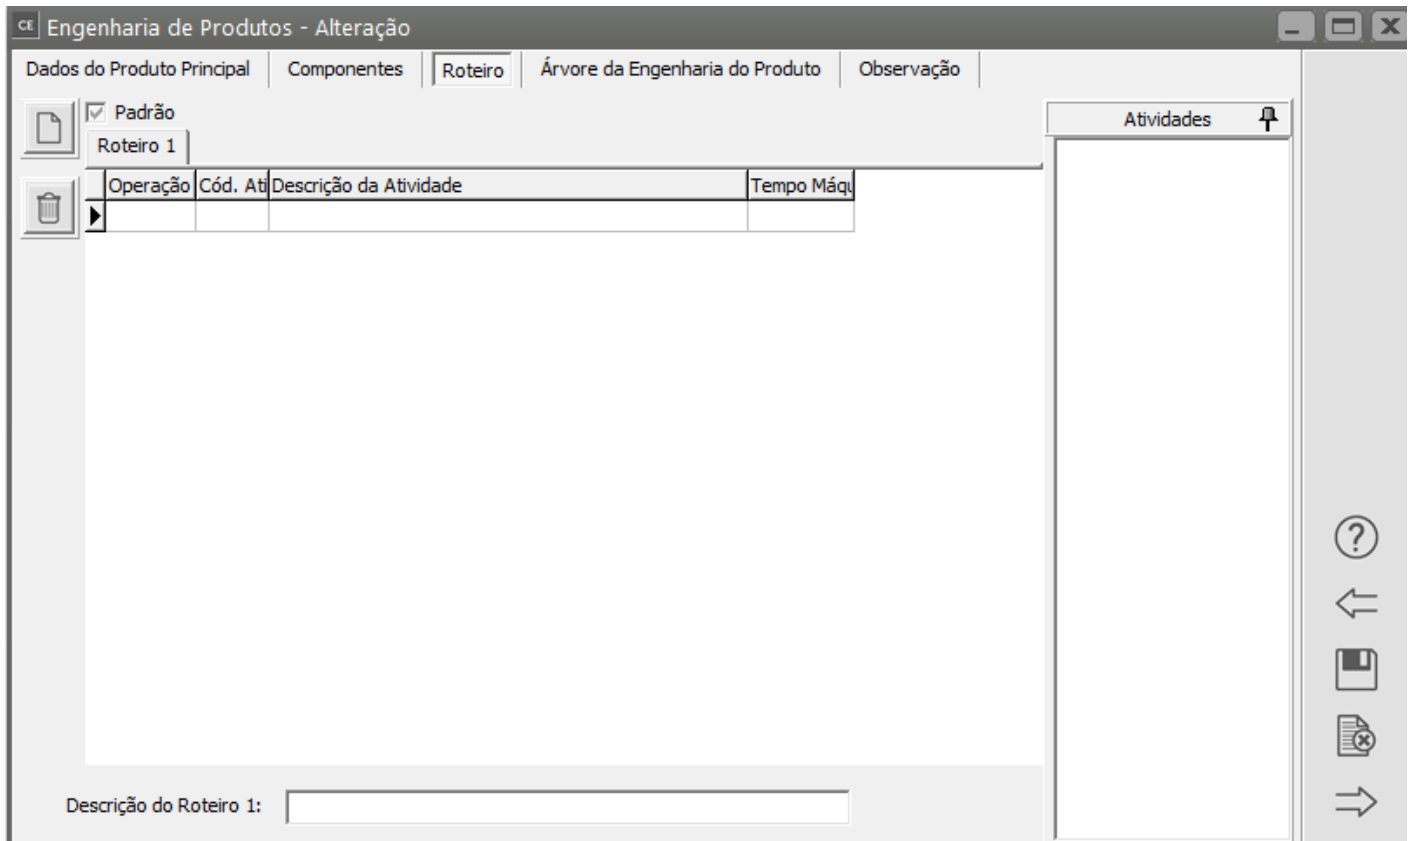 CE Engenharia de Produtos - Alteração
Dados do Produto Principal Componentes Roteiro Árvore da Engenharia do Produto Observação
Padrão
Roteiro 1
Operação Cód. Ati Descrição da Atividade Tempo Máqu
Atividades
Descrição do Roteiro 1: